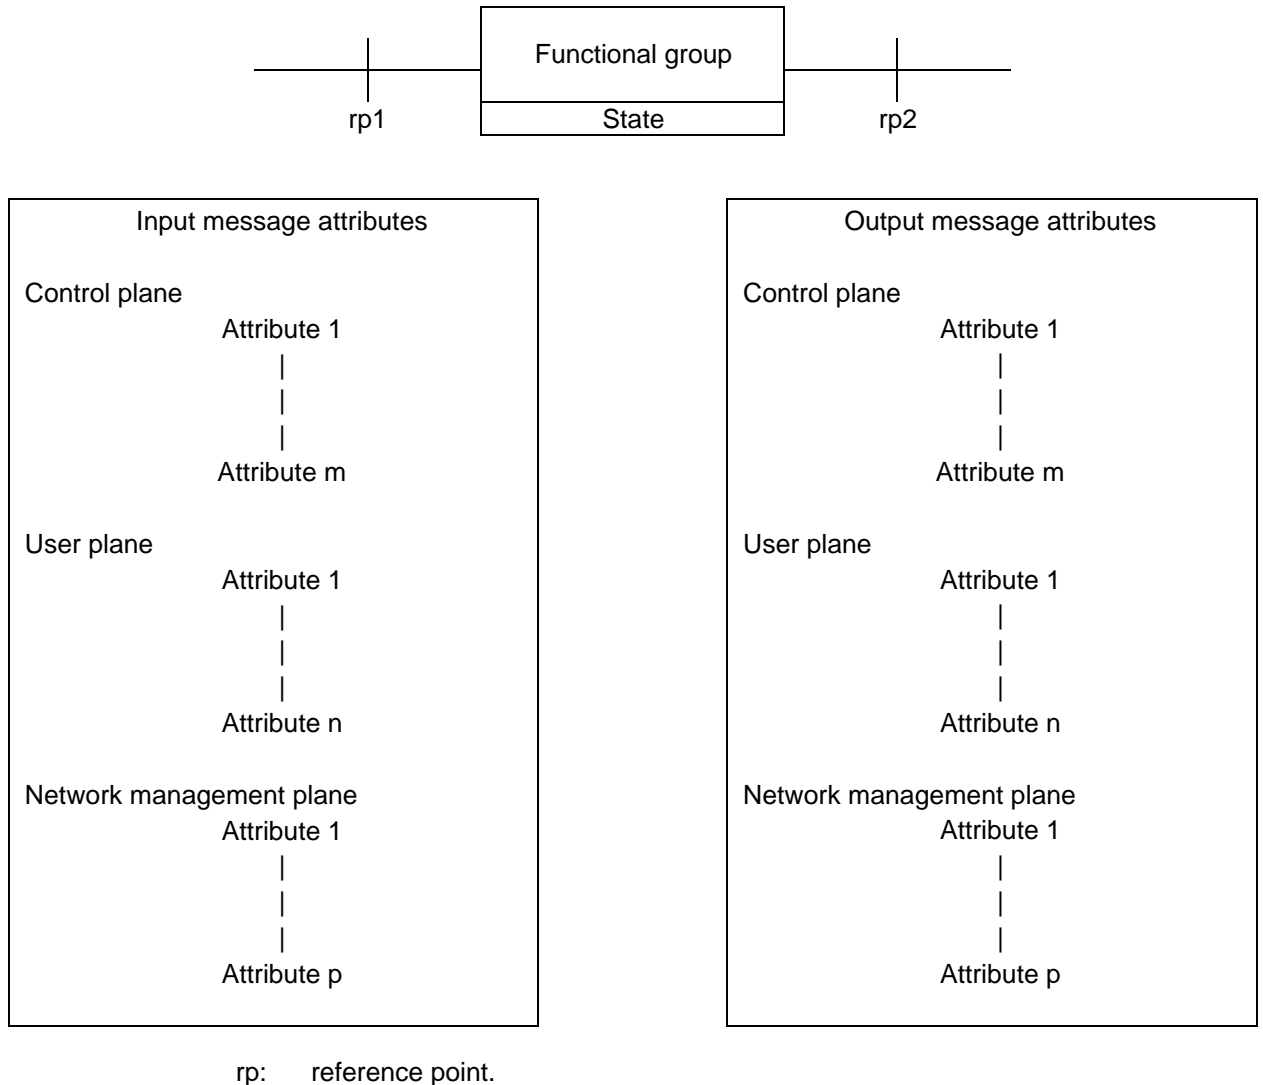 Functional group
State
rp1
rp2
Input message attributes
Control plane
Attribute 1
|
|
|
Attribute m
User plane
Attribute 1
|
|
|
Attribute n
Network management plane
Attribute 1
|
|
|
Attribute p
Output message attributes
Control plane
Attribute 1
|
|
|
Attribute m
User plane
Attribute 1
|
|
|
Attribute n
Network management plane
Attribute 1
|
|
|
Attribute p
rp: reference point.